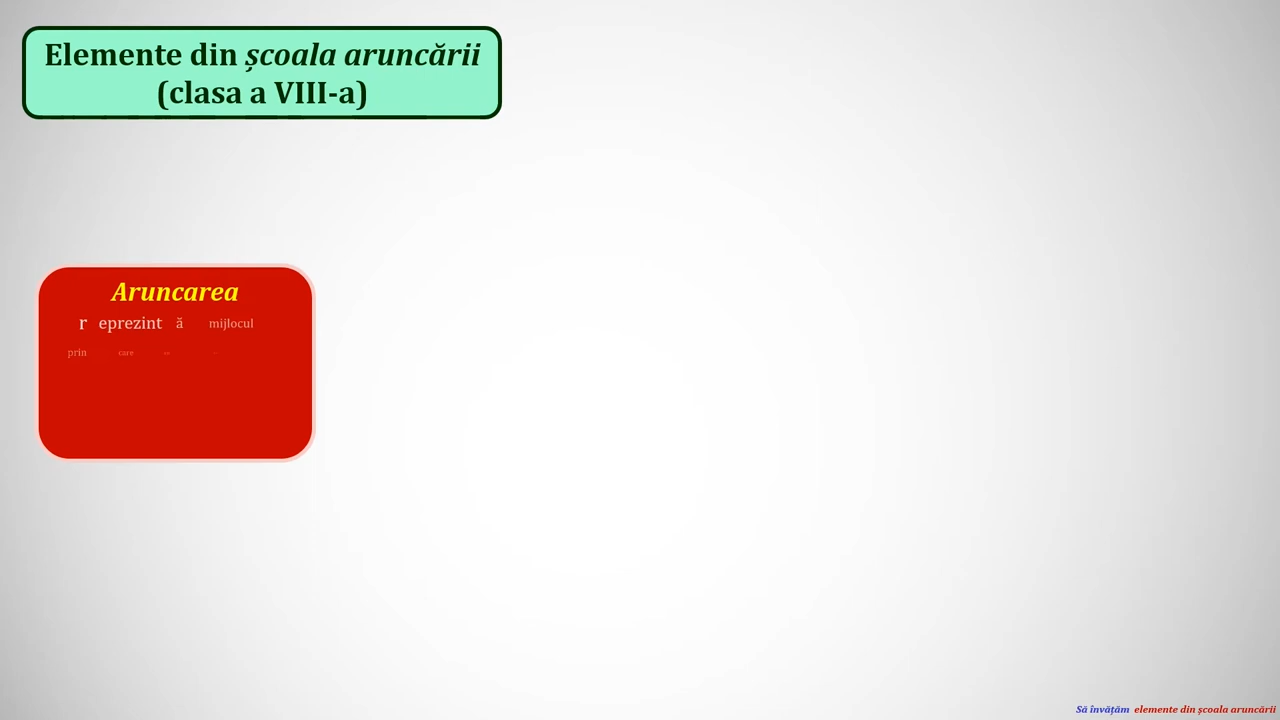 Elemente din școala aruncării
(clasa a VIII-a)
Aruncarea
reprezintă mijlocul
prin care
Să învățăm elemente din școala aruncării